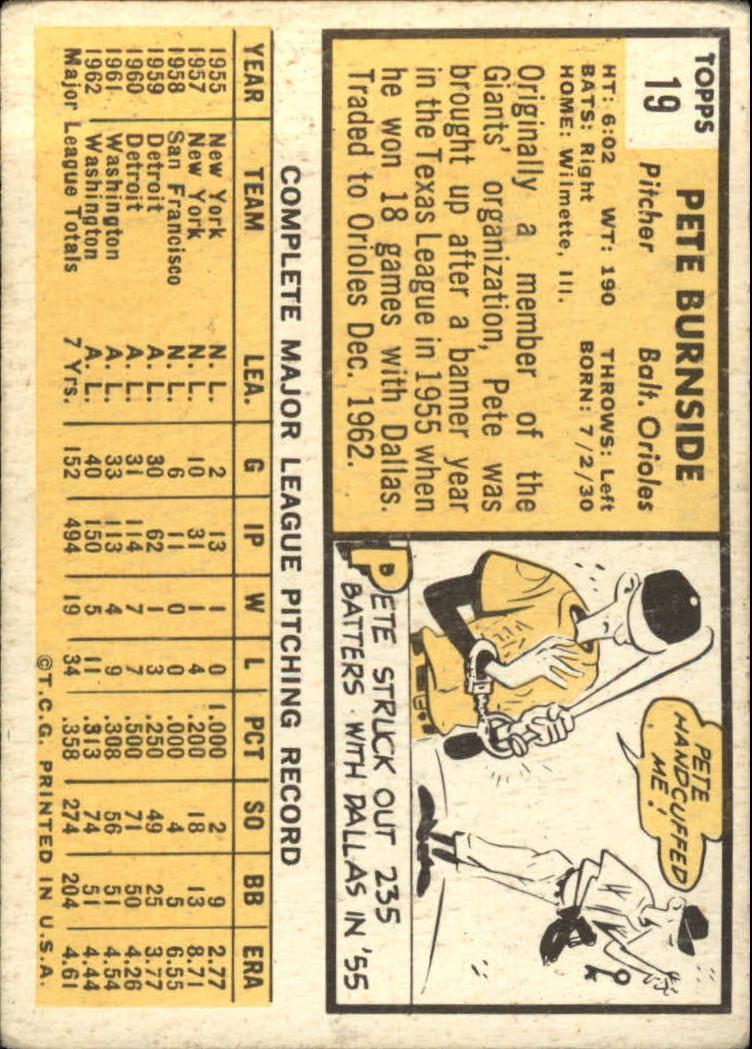 TOPPS
19
PETE BURNSIDE
Pitcher Balt. Orioles
HT: 6:02 WT: 190 THROWS: Left
BATS: Right BORN: 7/2/30
HOME: Wilmette, Ill.
Originally a member of the
Giants' organization, Pete was
brought up after a banner year
in the Texas League in 1955 when
he won 18 games with Dallas.
Traded to Orioles Dec. 1962.
PETE
HANDCUFFED
ME!
PETE STRUCK OUT 235
BATTERS WITH DALLAS IN '55
COMPLETE MAJOR LEAGUE PITCHING RECORD
YEAR TEAM LEA. G IP W L PCT SO BB ERA
1955 New York N. L. 2 13 1 0 1.000 2 9 2.77
1957 New York N. L. 10 31 1 4 .200 18 13 8.71
1958 San Francisco N. L. 6 11 0 0 .000 4 5 6.55
1959 Detroit A. L. 30 62 1 3 .250 49 25 3.77
1960 Detroit A. L. 31 114 7 7 .500 71 50 4.26
1961 Washington A. L. 33 113 4 9 .308 56 51 4.54
1962 Washington A. L. 40 150 5 11 .313 74 51 4.44
Major League Totals 7 Yrs. 152 494 19 34 .358 274 204 4.61
©T.C.G. PRINTED IN U.S.A.